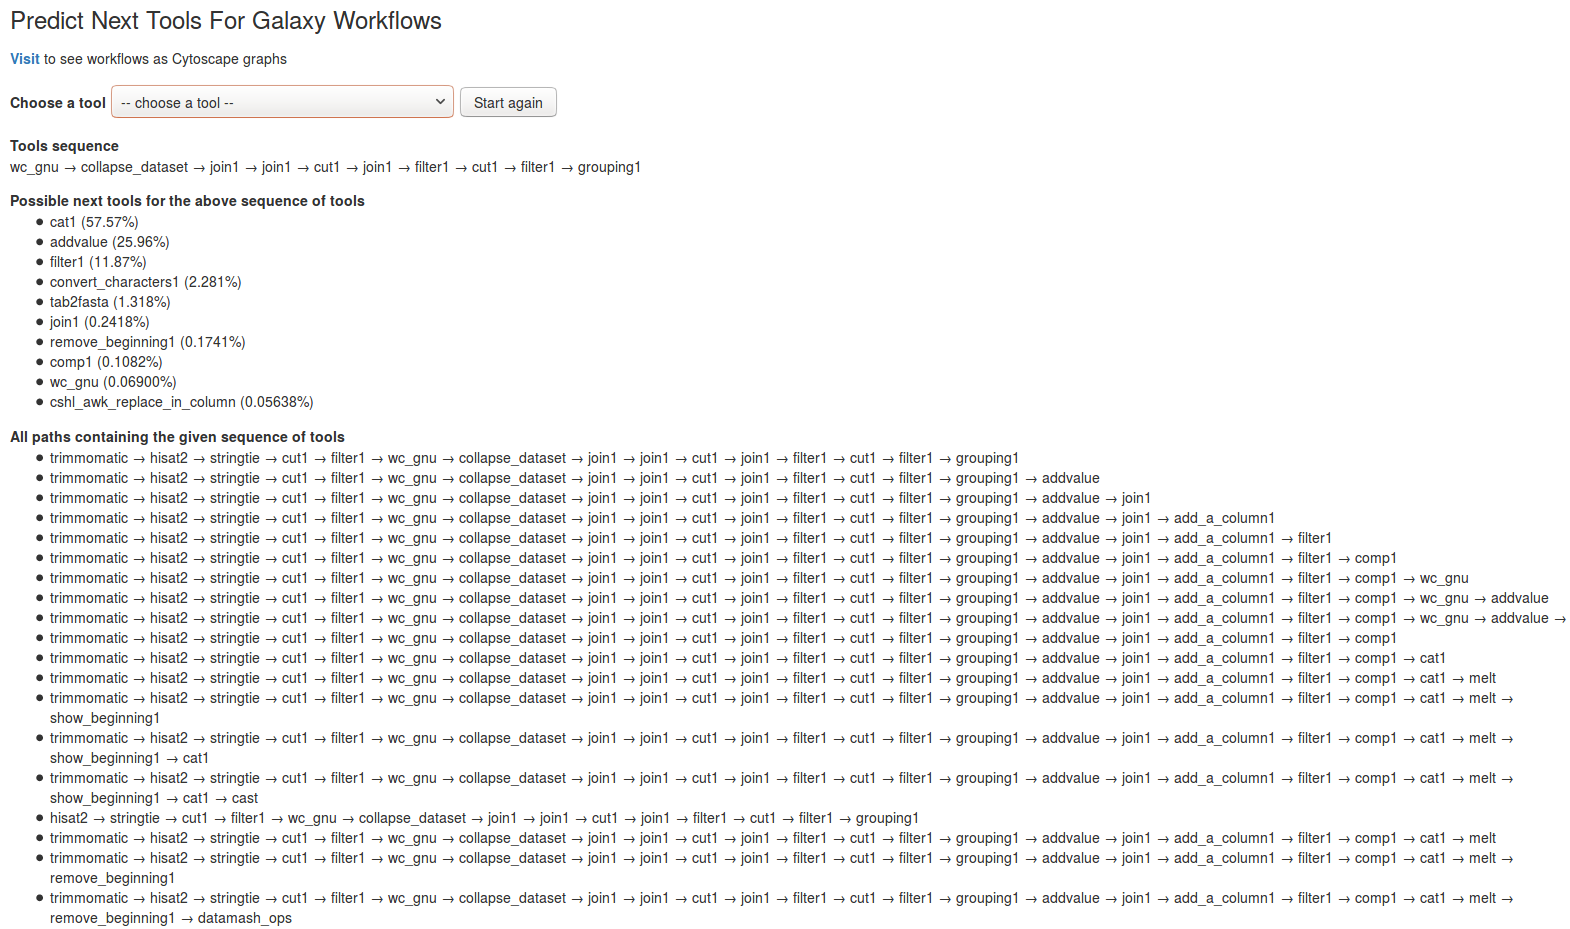 Predict Next Tools For Galaxy Workflows
Visit to see workflows as Cytoscape graphs
Choose a tool -- choose a tool -- Start again
Tools sequence
wc_gnu → collapse_dataset → join1 → join1 → cut1 → join1 → filter1 → cut1 → filter1 → grouping1
Possible next tools for the above sequence of tools
● cat1 (57.57%)
● addvalue (25.96%)
● filter1 (11.87%)
● convert_characters1 (2.281%)
● tab2fasta (1.318%)
● join1 (0.2418%)
● remove_beginning1 (0.1741%)
● comp1 (0.1082%)
● wc_gnu (0.06900%)
● cshl_awk_replace_in_column (0.05638%)
All paths containing the given sequence of tools
● trimmomatic → hisat2 → stringtie → cut1 → filter1 → wc_gnu → collapse_dataset → join1 → join1 → cut1 → join1 → filter1 → cut1 → filter1 → grouping1
● trimmomatic → hisat2 → stringtie → cut1 → filter1 → wc_gnu → collapse_dataset → join1 → join1 → cut1 → join1 → filter1 → cut1 → filter1 → grouping1 → addvalue
● trimmomatic → hisat2 → stringtie → cut1 → filter1 → wc_gnu → collapse_dataset → join1 → join1 → cut1 → join1 → filter1 → cut1 → filter1 → grouping1 → addvalue → join1
● trimmomatic → hisat2 → stringtie → cut1 → filter1 → wc_gnu → collapse_dataset → join1 → join1 → cut1 → join1 → filter1 → cut1 → filter1 → grouping1 → addvalue → join1 → add_a_column1
● trimmomatic → hisat2 → stringtie → cut1 → filter1 → wc_gnu → collapse_dataset → join1 → join1 → cut1 → join1 → filter1 → cut1 → filter1 → grouping1 → addvalue → join1 → add_a_column1 → filter1
● trimmomatic → hisat2 → stringtie → cut1 → filter1 → wc_gnu → collapse_dataset → join1 → join1 → cut1 → join1 → filter1 → cut1 → filter1 → grouping1 → addvalue → join1 → add_a_column1 → filter1 → comp1
● trimmomatic → hisat2 → stringtie → cut1 → filter1 → wc_gnu → collapse_dataset → join1 → join1 → cut1 → join1 → filter1 → cut1 → filter1 → grouping1 → addvalue → join1 → add_a_column1 → filter1 → comp1 → wc_gnu
● trimmomatic → hisat2 → stringtie → cut1 → filter1 → wc_gnu → collapse_dataset → join1 → join1 → cut1 → join1 → filter1 → cut1 → filter1 → grouping1 → addvalue → join1 → add_a_column1 → filter1 → comp1 → wc_gnu → addvalue
● trimmomatic → hisat2 → stringtie → cut1 → filter1 → wc_gnu → collapse_dataset → join1 → join1 → cut1 → join1 → filter1 → cut1 → filter1 → grouping1 → addvalue → join1 → add_a_column1 → filter1 → comp1 → wc_gnu → addvalue →
● trimmomatic → hisat2 → stringtie → cut1 → filter1 → wc_gnu → collapse_dataset → join1 → join1 → cut1 → join1 → filter1 → cut1 → filter1 → grouping1 → addvalue → join1 → add_a_column1 → filter1 → comp1
● trimmomatic → hisat2 → stringtie → cut1 → filter1 → wc_gnu → collapse_dataset → join1 → join1 → cut1 → join1 → filter1 → cut1 → filter1 → grouping1 → addvalue → join1 → add_a_column1 → filter1 → comp1 → cat1
● trimmomatic → hisat2 → stringtie → cut1 → filter1 → wc_gnu → collapse_dataset → join1 → join1 → cut1 → join1 → filter1 → cut1 → filter1 → grouping1 → addvalue → join1 → add_a_column1 → filter1 → comp1 → cat1 → melt
● trimmomatic → hisat2 → stringtie → cut1 → filter1 → wc_gnu → collapse_dataset → join1 → join1 → cut1 → join1 → filter1 → cut1 → filter1 → grouping1 → addvalue → join1 → add_a_column1 → filter1 → comp1 → cat1 → melt →
show_beginning1
● trimmomatic → hisat2 → stringtie → cut1 → filter1 → wc_gnu → collapse_dataset → join1 → join1 → cut1 → join1 → filter1 → cut1 → filter1 → grouping1 → addvalue → join1 → add_a_column1 → filter1 → comp1 → cat1 → melt →
show_beginning1 → cat1
● trimmomatic → hisat2 → stringtie → cut1 → filter1 → wc_gnu → collapse_dataset → join1 → join1 → cut1 → join1 → filter1 → cut1 → filter1 → grouping1 → addvalue → join1 → add_a_column1 → filter1 → comp1 → cat1 → melt →
show_beginning1 → cat1 → cast
● hisat2 → stringtie → cut1 → filter1 → wc_gnu → collapse_dataset → join1 → join1 → cut1 → join1 → filter1 → cut1 → filter1 → grouping1
● trimmomatic → hisat2 → stringtie → cut1 → filter1 → wc_gnu → collapse_dataset → join1 → join1 → cut1 → join1 → filter1 → cut1 → filter1 → grouping1 → addvalue → join1 → add_a_column1 → filter1 → comp1 → cat1 → melt
● trimmomatic → hisat2 → stringtie → cut1 → filter1 → wc_gnu → collapse_dataset → join1 → join1 → cut1 → join1 → filter1 → cut1 → filter1 → grouping1 → addvalue → join1 → add_a_column1 → filter1 → comp1 → cat1 → melt →
remove_beginning1
● trimmomatic → hisat2 → stringtie → cut1 → filter1 → wc_gnu → collapse_dataset → join1 → join1 → cut1 → join1 → filter1 → cut1 → filter1 → grouping1 → addvalue → join1 → add_a_column1 → filter1 → comp1 → cat1 → melt →
remove_beginning1 → datamash_ops